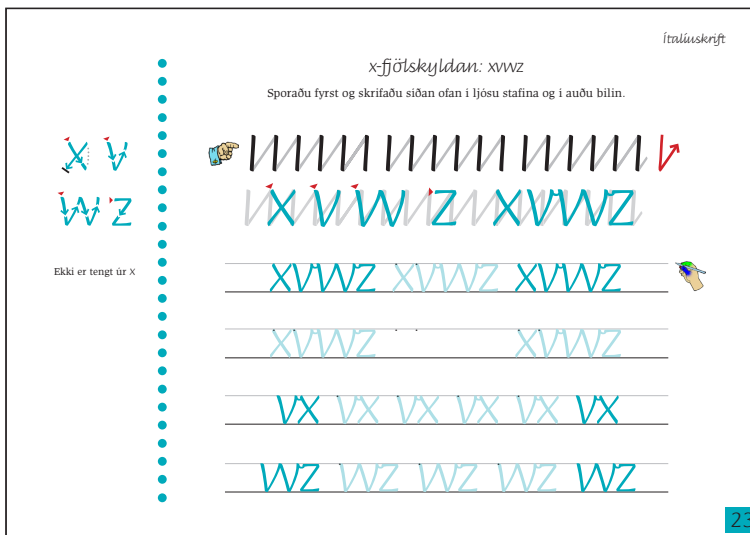 Ítalíuskrift
x-fjölskyldan: xvwz
Sporaðu fyrst og skrifaðu síðan ofan í ljósu stafina og í auðu bilin.
x v
w z
Ekki er tengt úr x
x v w z xvwz
xvwz xvwz xvwz
xvwz xvwz
vx vx vx vx vx vx
wz wz wz wz wz
23